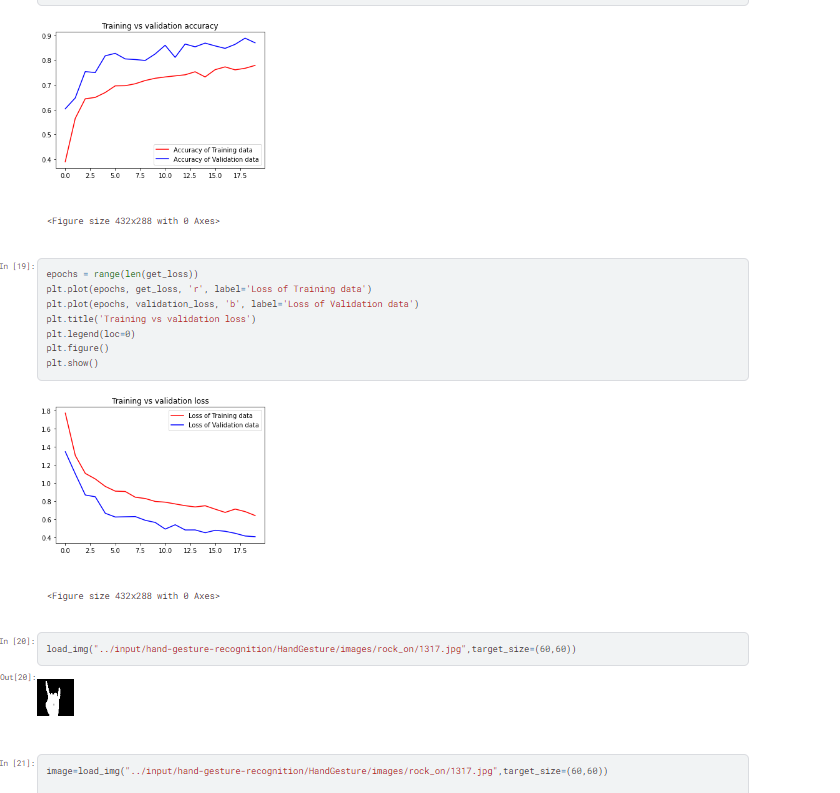 Training vs validation accuracy
0.9
0.8
0.7
0.6
0.5
0.4
Accuracy of Training data
Accuracy of Validation data
0.0 2.5 5.0 7.5 10.0 12.5 15.0 17.5
<Figure size 432x288 with 0 Axes>
In [19]:
epochs = range(len(get_loss))
plt.plot(epochs, get_loss, 'r', label='Loss of Training data')
plt.plot(epochs, validation_loss, 'b', label='Loss of Validation data')
plt.title('Training vs validation loss')
plt.legend(loc=0)
plt.figure()
plt.show()
Training vs validation loss
1.8
1.6
1.4
1.2
1.0
0.8
0.6
0.4
Loss of Training data
Loss of Validation data
0.0 2.5 5.0 7.5 10.0 12.5 15.0 17.5
<Figure size 432x288 with 0 Axes>
In [20]:
load_img("../input/hand-gesture-recognition/HandGesture/images/rock_on/1317.jpg",target_size=(60,60))
Out[20]:
In [21]:
image=load_img("../input/hand-gesture-recognition/HandGesture/images/rock_on/1317.jpg",target_size=(60,60))